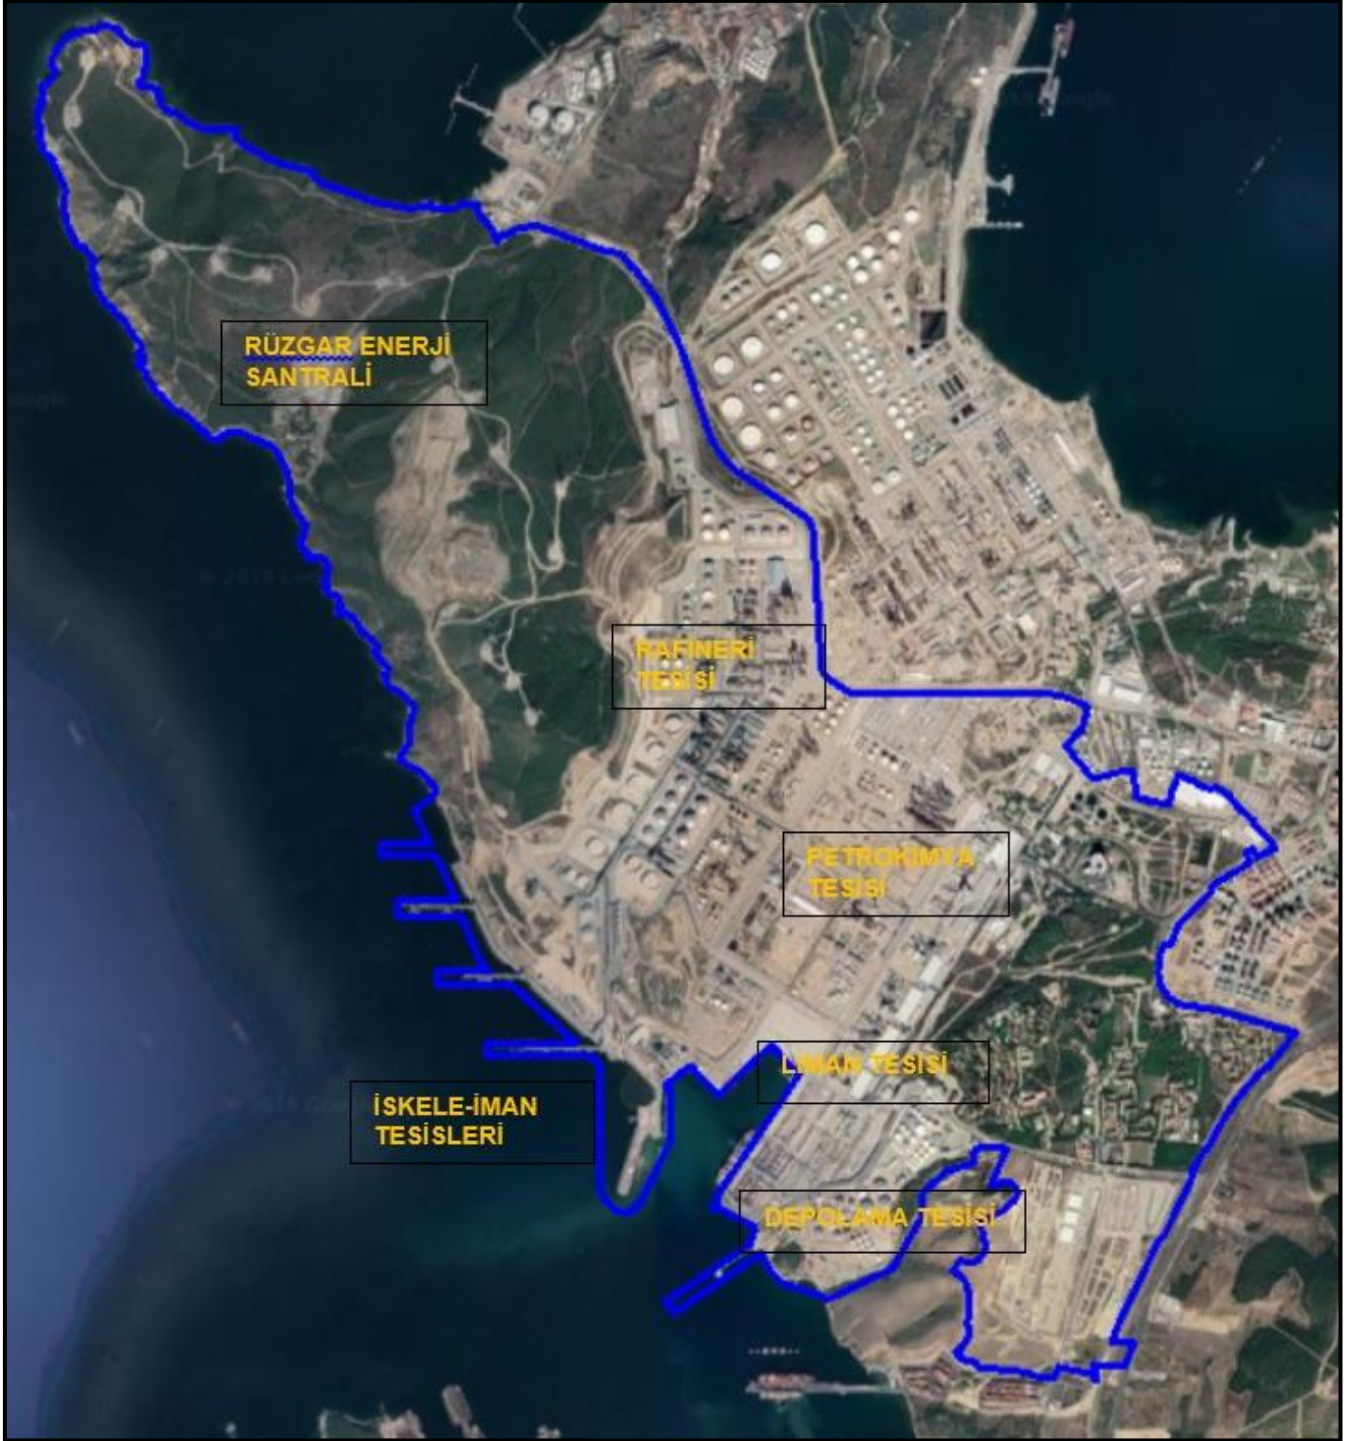 RÜZGAR ENERJİ
SANTRALİ
RAFİNERİ
TESİSİ
PETROKİMYA
TESİSİ
LİMAN TESİSİ
İSKELE-İMAN
TESİSLERİ
DEPOLAMA TESİSİ